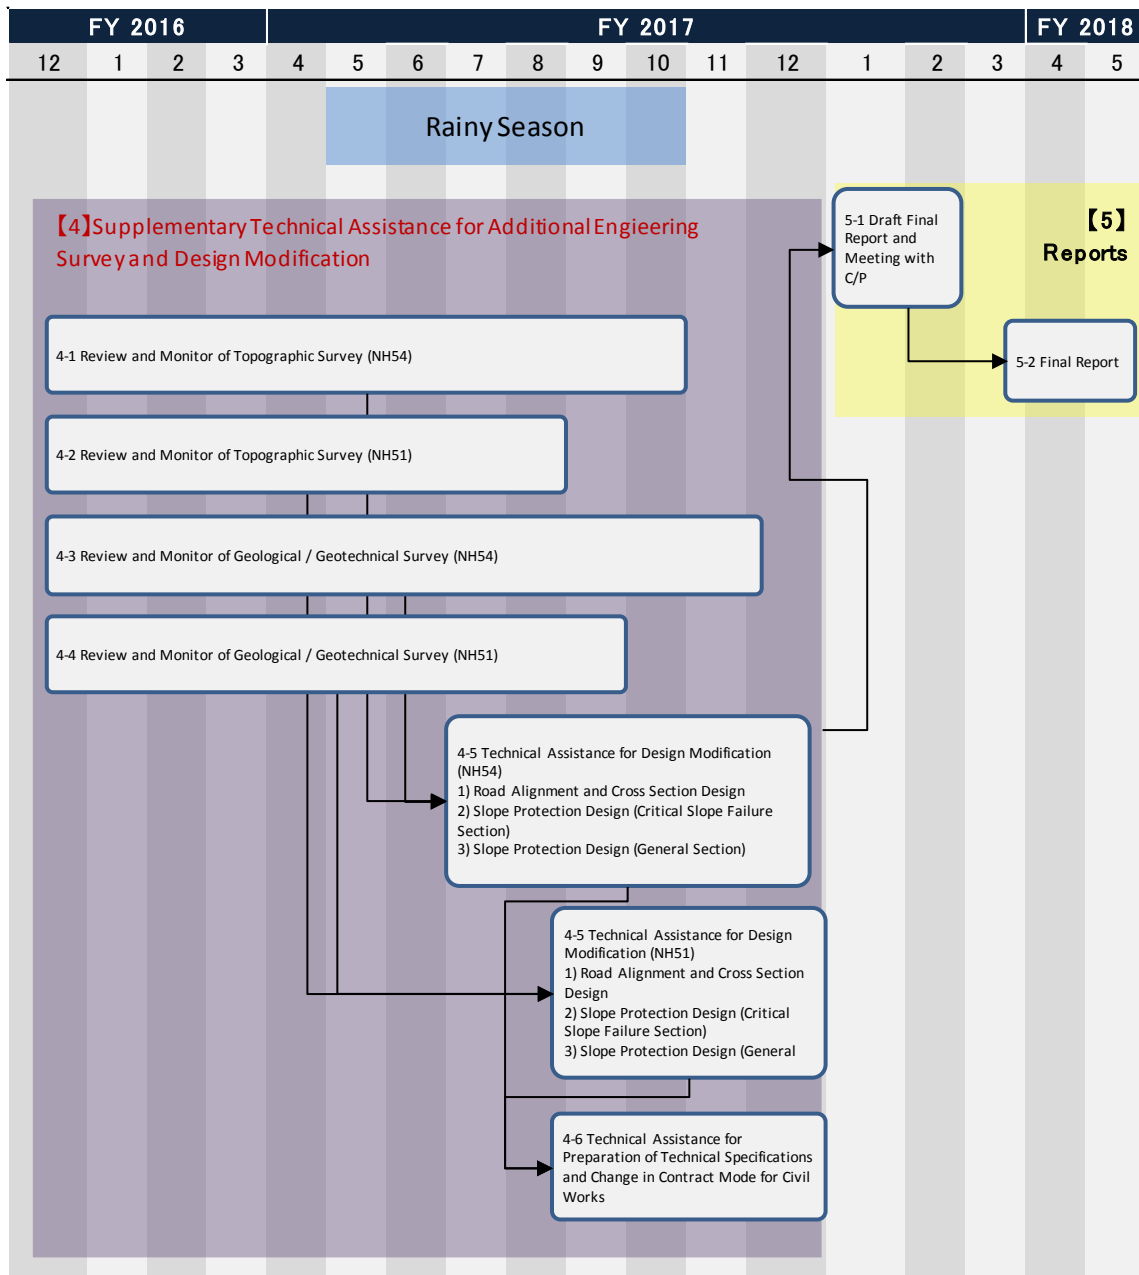 FY 2016 FY 2017 FY 2018
12 1 2 3 4 5 6 7 8 9 10 11 12 1 2 3 4 5
Rainy Season
【4】Supplementary Technical Assistance for Additional Engieering
Survey and Design Modification
5-1 Draft Final
Report and
Meeting with
C/P
【5】
Reports
4-1 Review and Monitor of Topographic Survey (NH54)
5-2 Final Report
4-2 Review and Monitor of Topographic Survey (NH51)
4-3 Review and Monitor of Geological / Geotechnical Survey (NH54)
4-4 Review and Monitor of Geological / Geotechnical Survey (NH51)
4-5 Technical Assistance for Design Modification
(NH54)
1) Road Alignment and Cross Section Design
2) Slope Protection Design (Critical Slope Failure
Section)
3) Slope Protection Design (General Section)
4-5 Technical Assistance for Design
Modification (NH51)
1) Road Alignment and Cross Section
Design
2) Slope Protection Design (Critical
Slope Failure Section)
3) Slope Protection Design (General
4-6 Technical Assistance for
Preparation of Technical Specifications
and Change in Contract Mode for Civil
Works